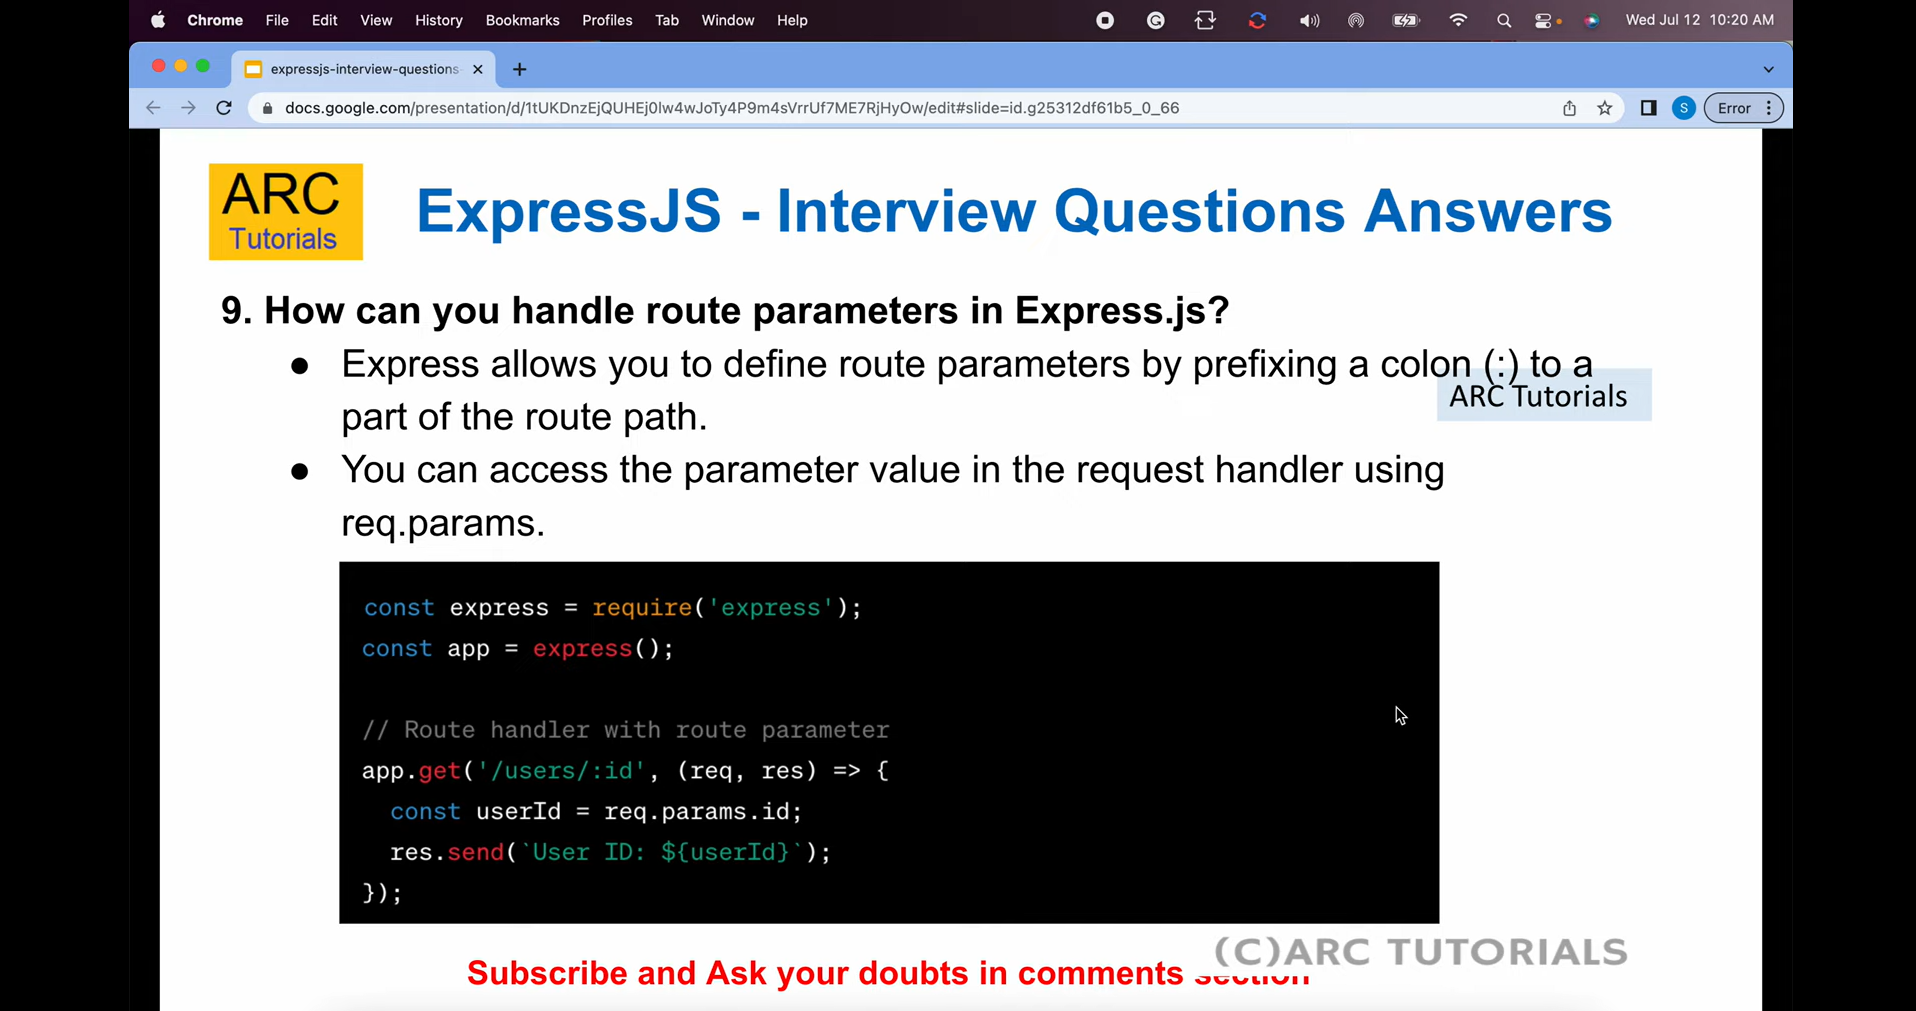 Chrome File Edit View History Bookmarks Profiles Tab Window Help Wed Jul 12 10:20 AM
expressjs-interview-questions
docs.google.com/presentation/d/1tUKDnzEjQUHEj0lw4wJoTy4P9m4sVrrUf7ME7RjHyOw/edit#slide=id.g25312df61b5_0_66 S Error
ARC
Tutorials
ExpressJS - Interview Questions Answers
9. How can you handle route parameters in Express.js?
● Express allows you to define route parameters by prefixing a colon (:) to a
part of the route path.
ARC Tutorials
● You can access the parameter value in the request handler using
req.params.
const express = require('express');
const app = express();
// Route handler with route parameter
app.get('/users/:id', (req, res) => {
const userId = req.params.id;
res.send(`User ID: ${userId}`);
});
(C)ARC TUTORIALS
Subscribe and Ask your doubts in comments section